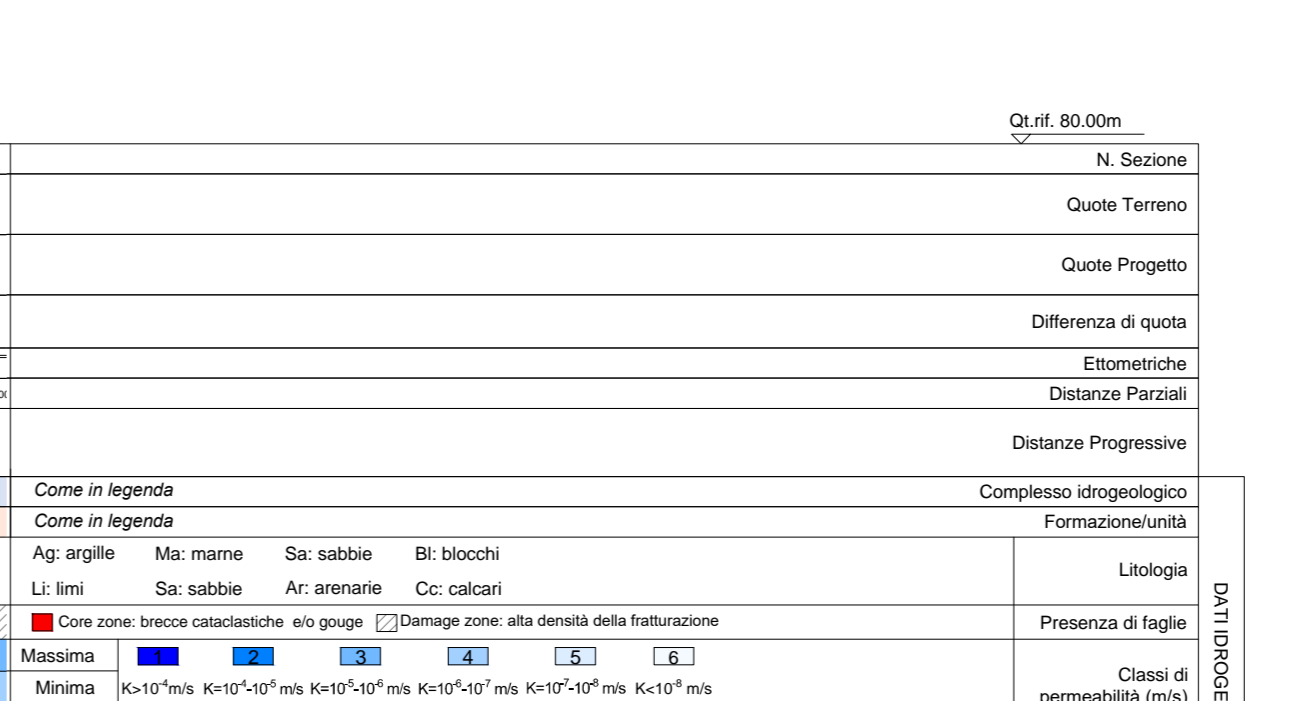 Qt.rif. 80.00m
N. Sezione
Quote Terreno
Quote Progetto
Differenza di quota
Ettometriche
Distanze Parziali
Distanze Progressive
Come in legenda Complesso idrogeologico
Come in legenda Formazione/unità
Ag: argille Ma: marne Sa: sabbie Bl: blocchi
Litologia
Li: limi Sa: sabbie Ar: arenarie Cc: calcari
Core zone: brecce cataclastiche e/o gouge Damage zone: alta densità della fratturazione Presenza di faglie
Massima 1 2 3 4 5 6
Minima K>10⁻⁴m/s K=10⁻⁴-10⁻⁵ m/s K=10⁻⁵-10⁻⁶ m/s K=10⁻⁶-10⁻⁷ m/s K=10⁻⁷-10⁻⁸ m/s K<10⁻⁸ m/s
Classi di
permeabilità (m/s)
DATI IDROGE